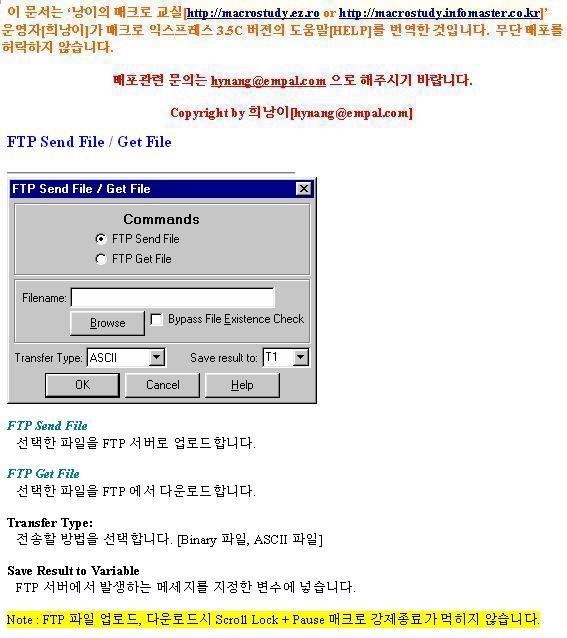 이 문서는 '낭이의 매크로 교실[http://macrostudy.ez.ro or http://macrostudy.infomaster.co.kr]'
운영자[희낭이]가 매크로 익스프레스 3.5C 버젼의 도움말[HELP]를 번역한 것입니다. 무단 배포를
허락하지 않습니다.
배포관련 문의는 hynang@empal.com 으로 해주시기 바랍니다.
Copyright by 희낭이[hynang@empal.com]
FTP Send File / Get File
FTP Send File / Get File
Commands
FTP Send File
FTP Get File
Filename:
Browse
Bypass File Existence Check
Transfer Type: ASCII
Save result to: T1
OK
Cancel
Help
FTP Send File
선택한 파일을 FTP 서버로 업로드합니다.
FTP Get File
선택한 파일을 FTP 에서 다운로드합니다.
Transfer Type:
전송할 방법을 선택합니다. [Binary 파일, ASCII 파일]
Save Result to Variable
FTP 서버에서 발생하는 메세지를 지정한 변수에 넣습니다.
Note : FTP 파일 업로드, 다운로드시 Scroll Lock + Pause 매크로 강제종료가 먹히지 않습니다.